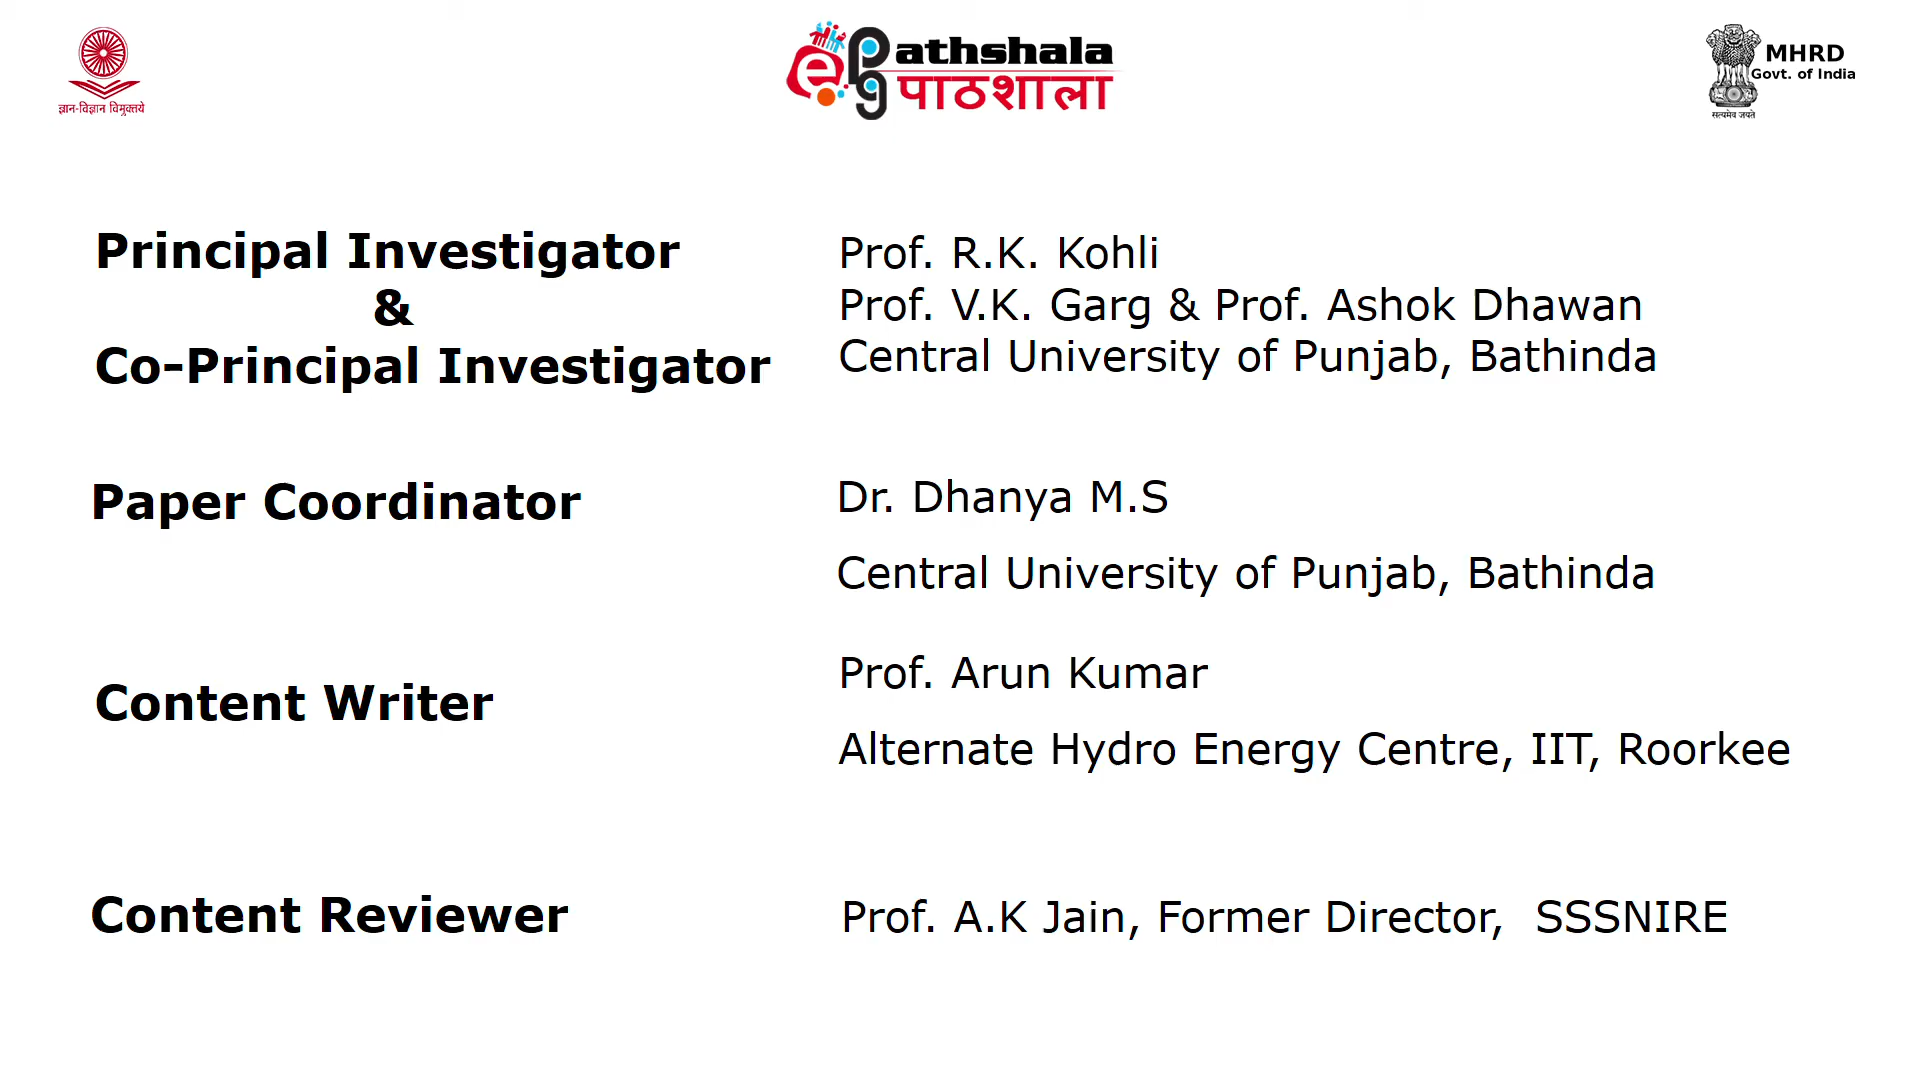 ज्ञान-विज्ञान विमुक्तये
e PG Pathshala
पाठशाला
MHRD
Govt. of India
सत्यमेव जयते
Principal Investigator
&
Co-Principal Investigator
Prof. R.K. Kohli
Prof. V.K. Garg & Prof. Ashok Dhawan
Central University of Punjab, Bathinda
Paper Coordinator
Dr. Dhanya M.S
Central University of Punjab, Bathinda
Content Writer
Prof. Arun Kumar
Alternate Hydro Energy Centre, IIT, Roorkee
Content Reviewer
Prof. A.K Jain, Former Director, SSSNIRE